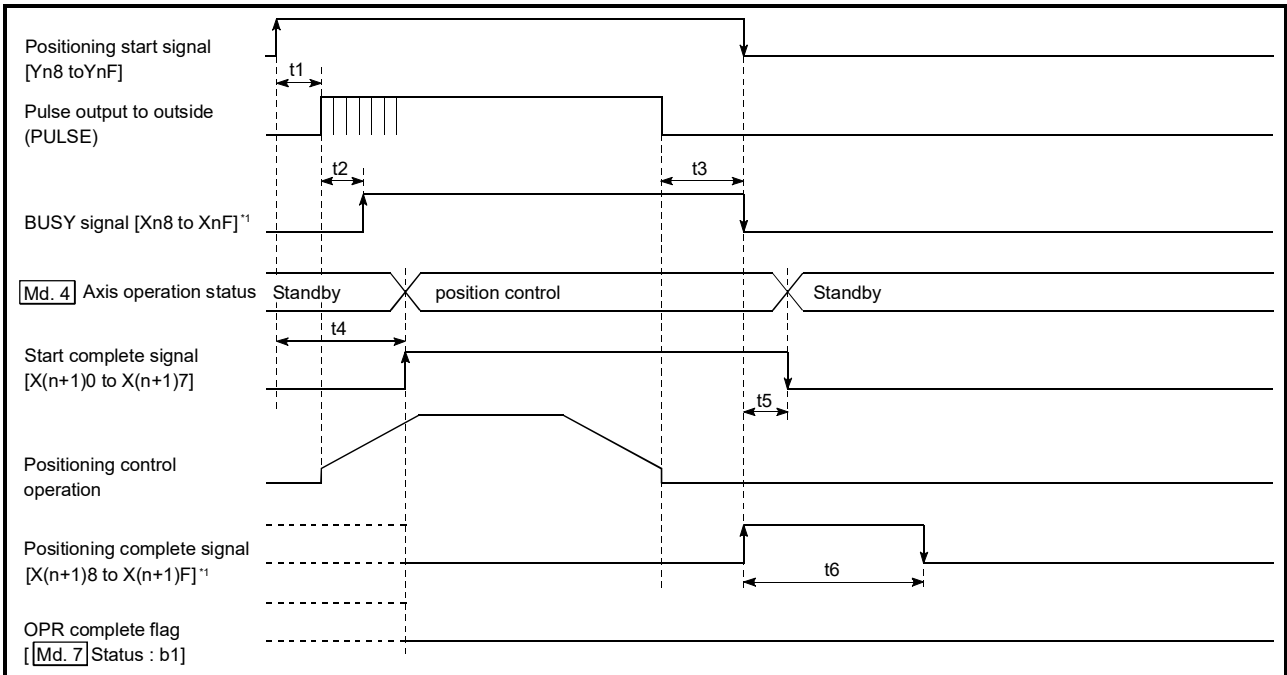 Positioning start signal
[Yn8 toYnF]
t1
Pulse output to outside
(PULSE)
t2
t3
BUSY signal [Xn8 to XnF]*1
Md. 4 Axis operation status
Standby
position control
Standby
t4
Start complete signal
[X(n+1)0 to X(n+1)7]
t5
Positioning control
operation
Positioning complete signal
[X(n+1)8 to X(n+1)F]*1
t6
OPR complete flag
[ Md. 7 Status : b1]